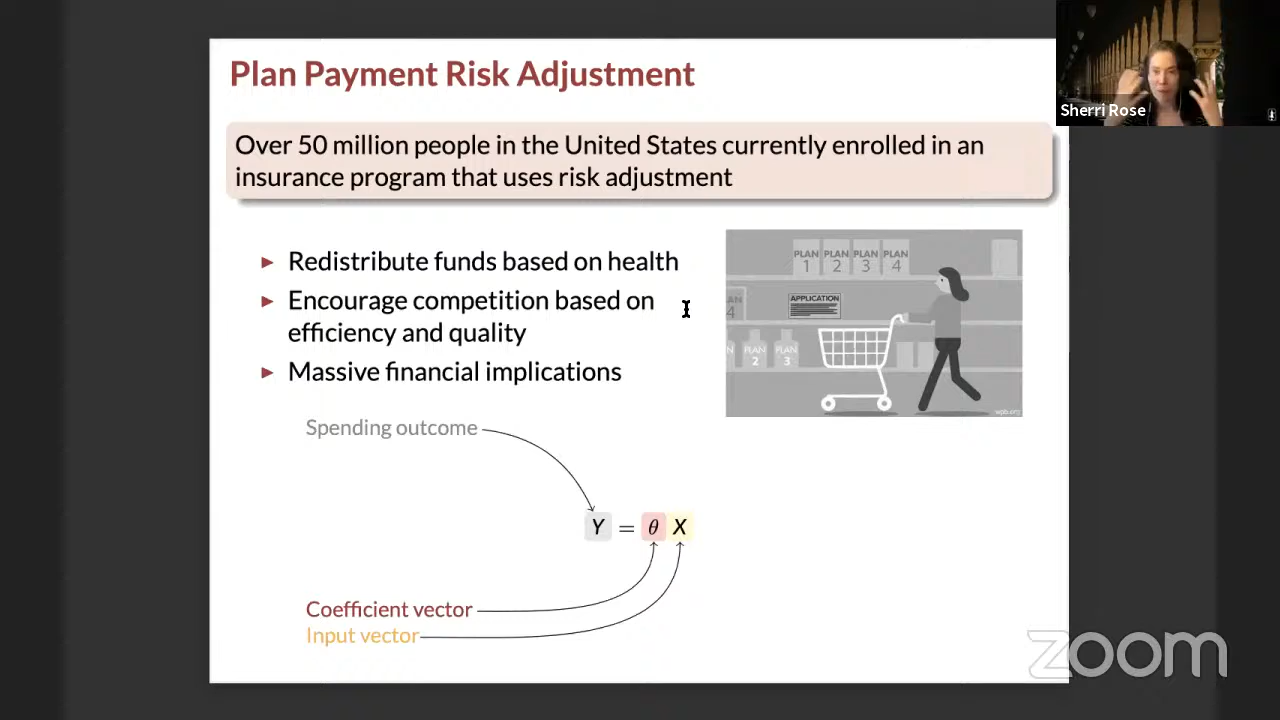 Plan Payment Risk Adjustment
Sherri Rose
Over 50 million people in the United States currently enrolled in an
insurance program that uses risk adjustment
► Redistribute funds based on health
► Encourage competition based on
efficiency and quality
► Massive financial implications
PLAN 1 PLAN 2 PLAN 3 PLAN 4
4
APPLICATION
PLAN 2 PLAN 3
wpb.org
Spending outcome
Y = θ X
Coefficient vector
Input vector
zoom